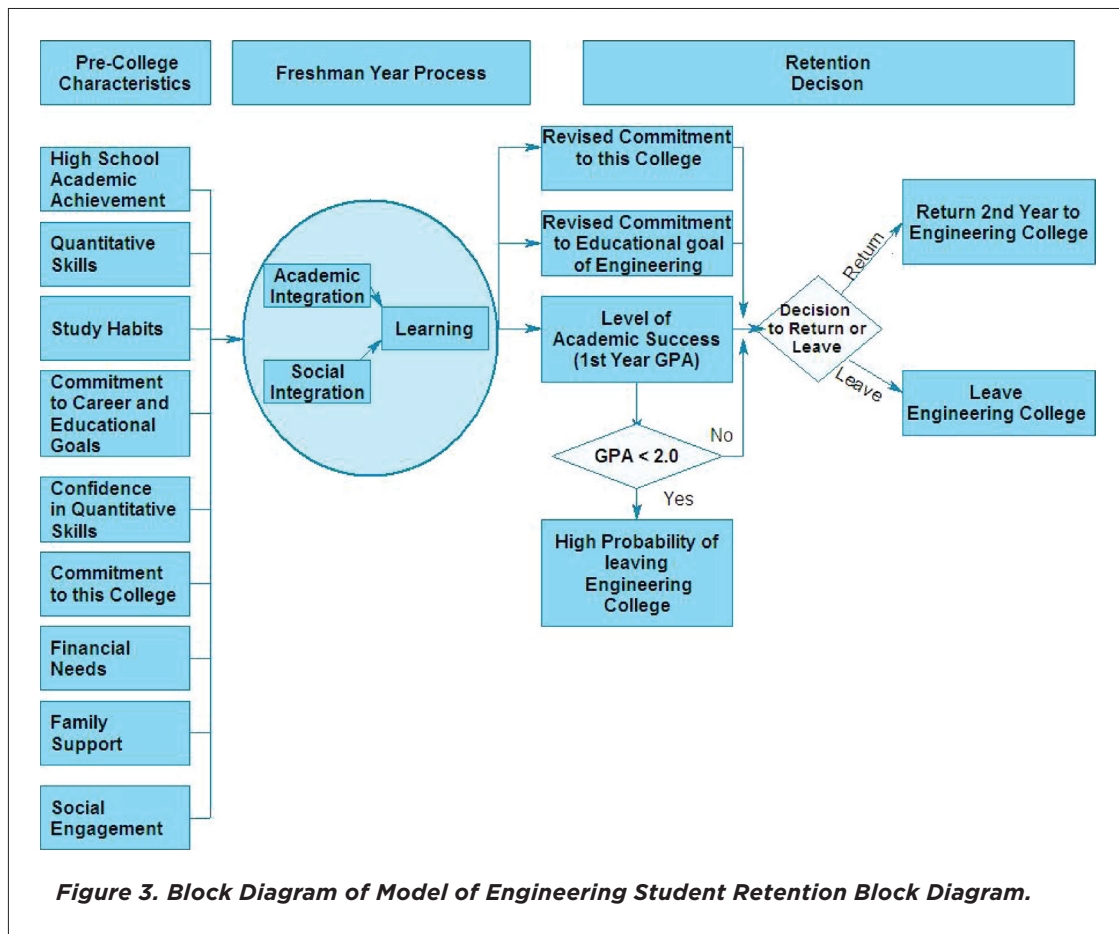 Pre-College
Characteristics
Freshman Year Process
Retention
Decison
High School
Academic
Achievement
Quantitative
Skills
Study Habits
Commitment
to Career and
Educational
Goals
Confidence
in Quantitative
Skills
Commitment
to this College
Financial
Needs
Family
Support
Social
Engagement
Academic
Integration
Learning
Social
Integration
Revised Commitment
to this College
Revised Commitment
to Educational goal
of Engineering
Level of
Academic Success
(1st Year GPA)
GPA < 2.0
No
Yes
High Probability of
leaving
Engineering
College
Decision
to Return or
Leave
Return
Leave
Return 2nd Year to
Engineering College
Leave
Engineering College
Figure 3. Block Diagram of Model of Engineering Student Retention Block Diagram.